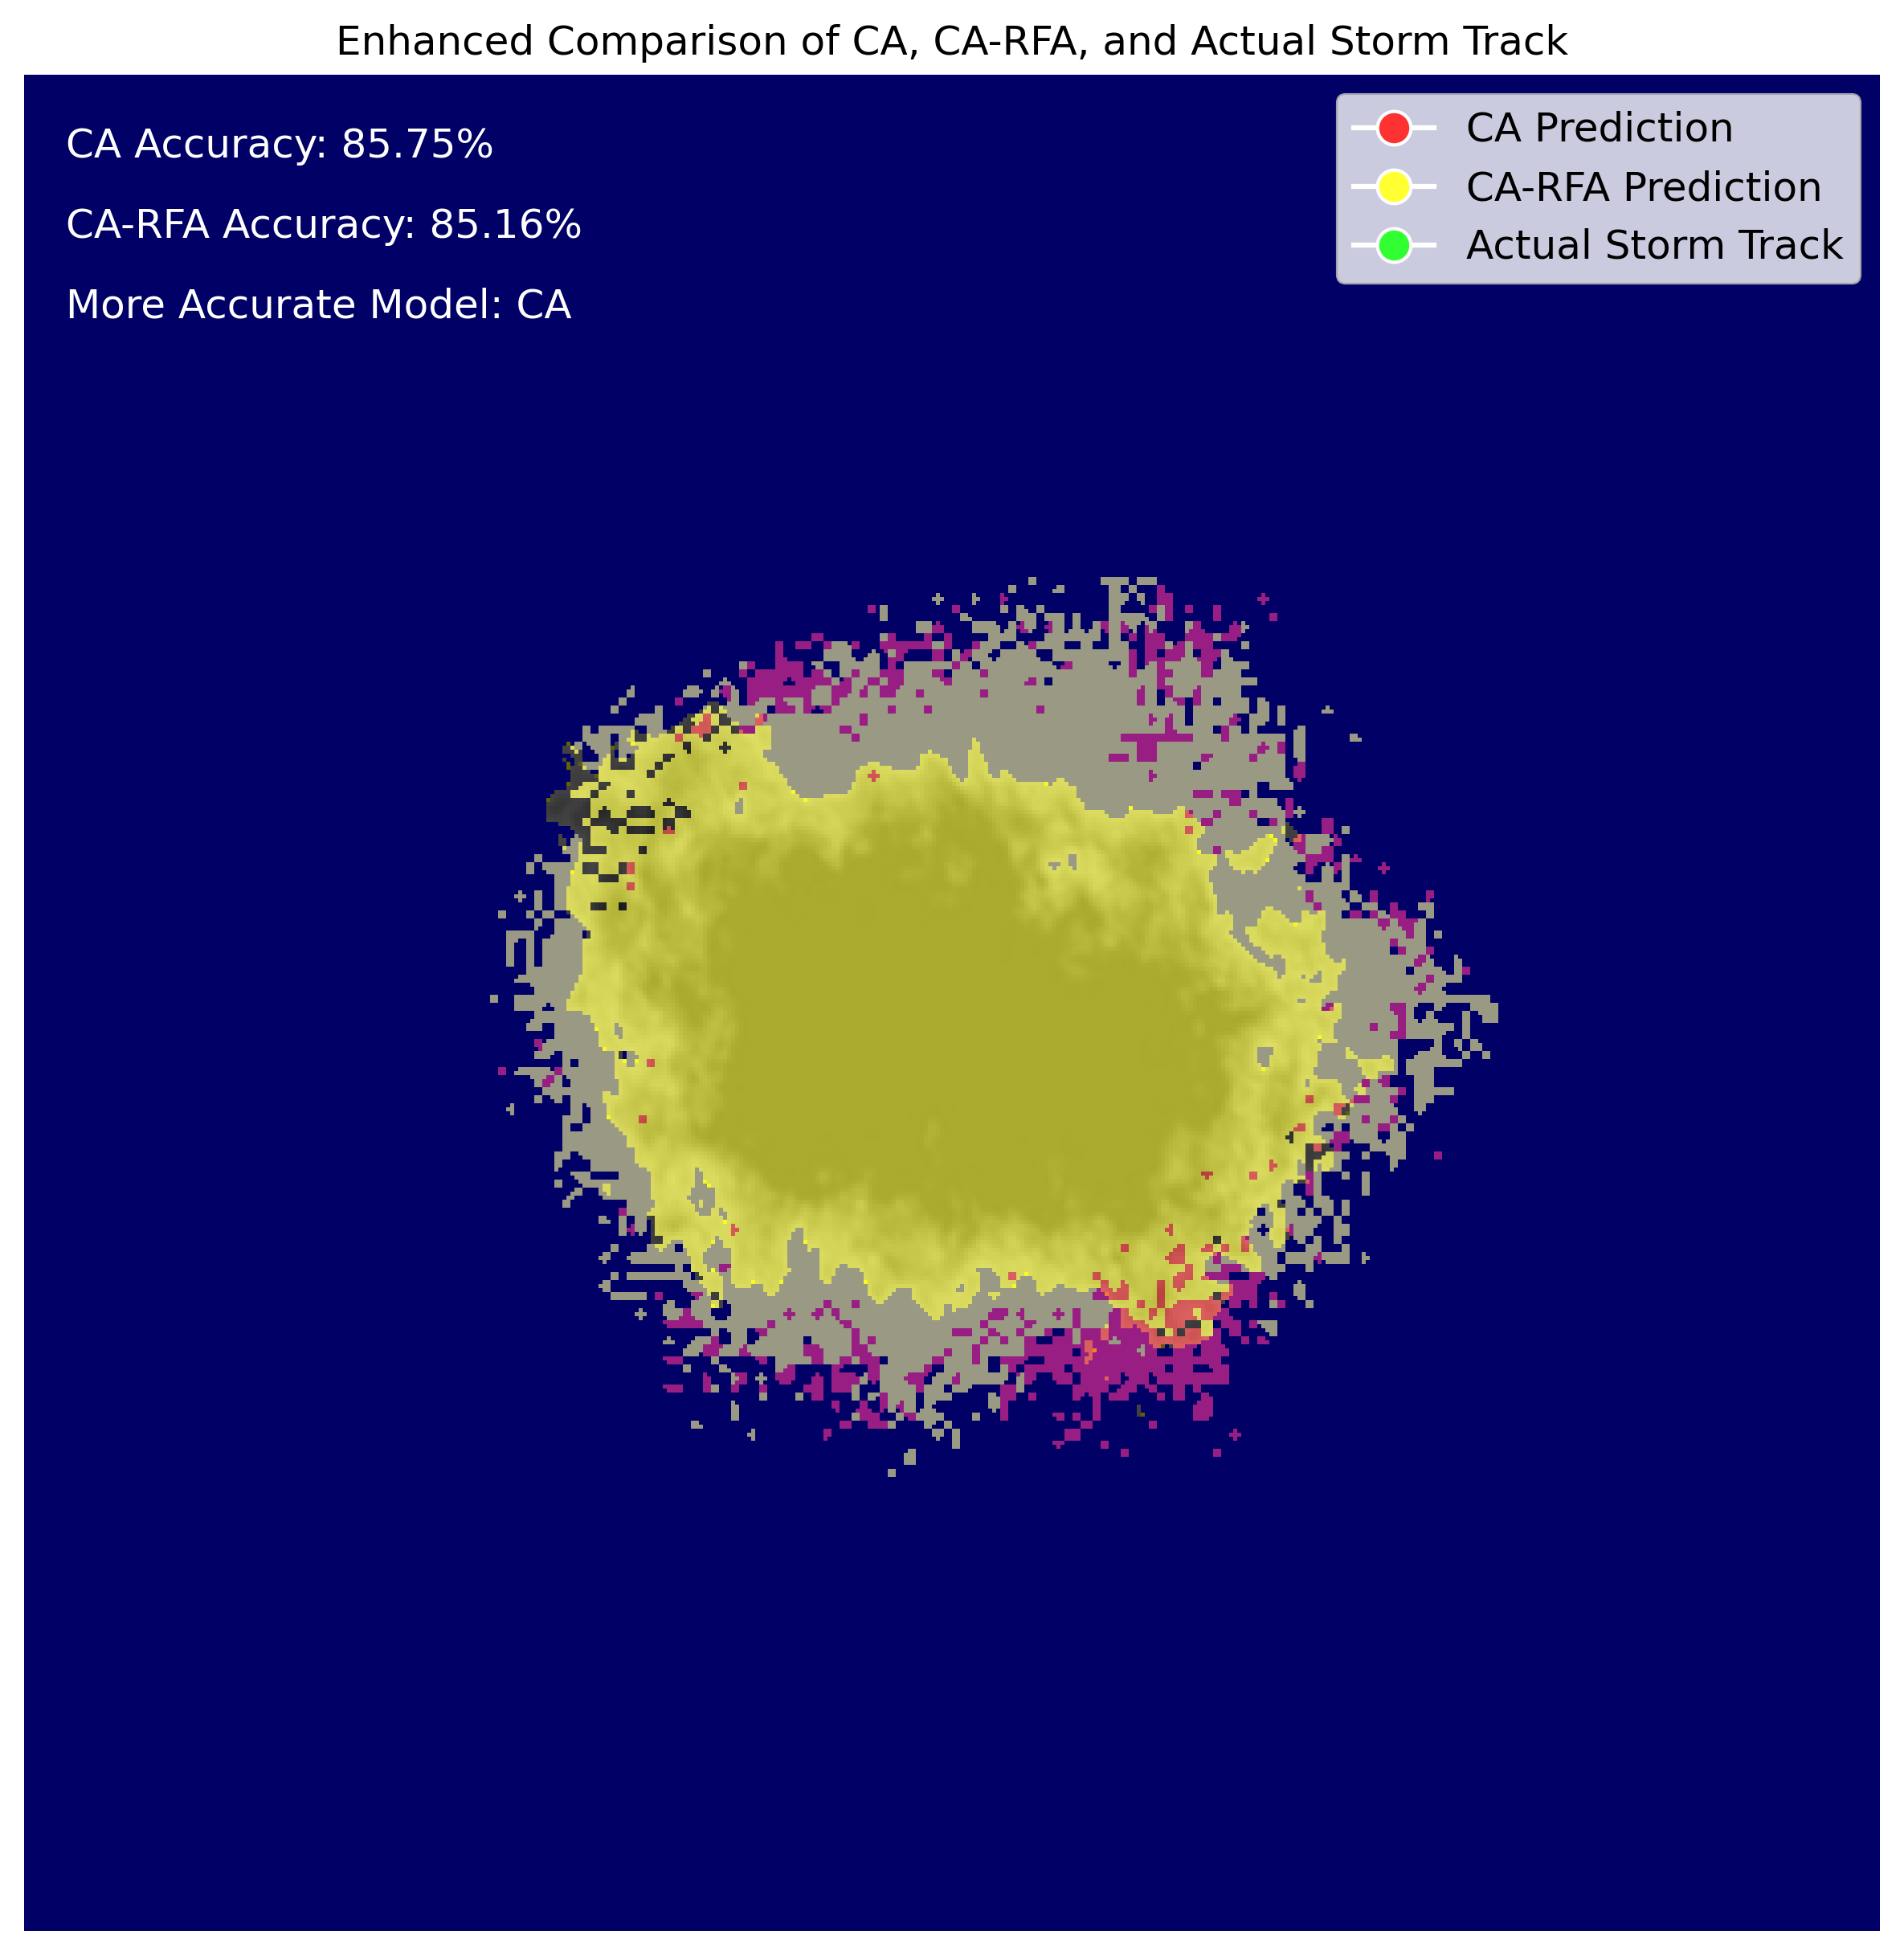 Enhanced Comparison of CA, CA-RFA, and Actual Storm Track
CA Accuracy: 85.75%
CA-RFA Accuracy: 85.16%
More Accurate Model: CA
CA Prediction
CA-RFA Prediction
Actual Storm Track